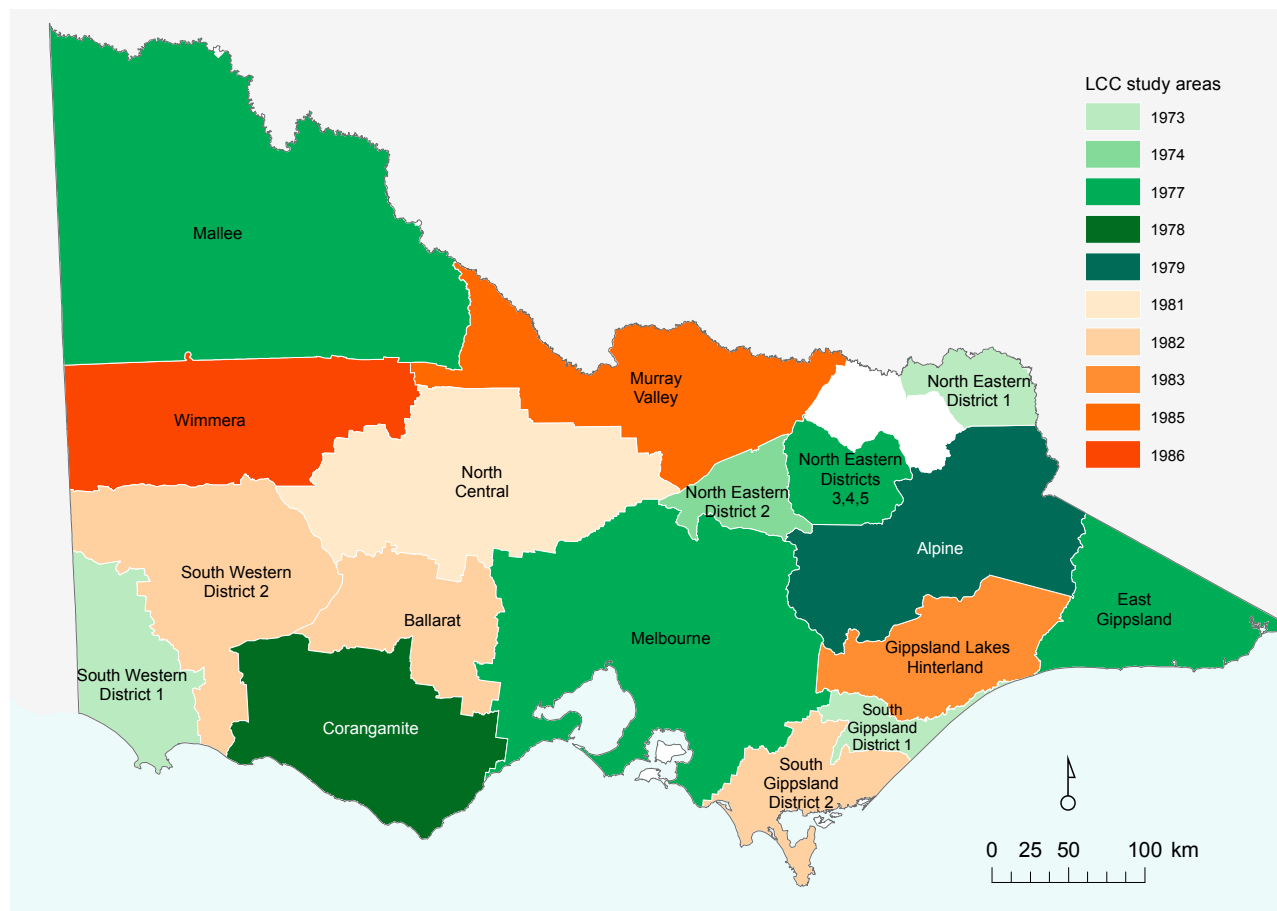 LCC study areas
1973
1974
1977
1978
1979
1981
1982
1983
1985
1986
Mallee
Wimmera
Murray
Valley
North Eastern
District 1
North
Central
North Eastern
District 2
North Eastern
Districts
3,4,5
Alpine
South Western
District 2
Ballarat
Melbourne
East
Gippsland
Gippsland Lakes
Hinterland
South Western
District 1
Corangamite
South
Gippsland
District 1
South
Gippsland
District 2
0 25 50 100 km